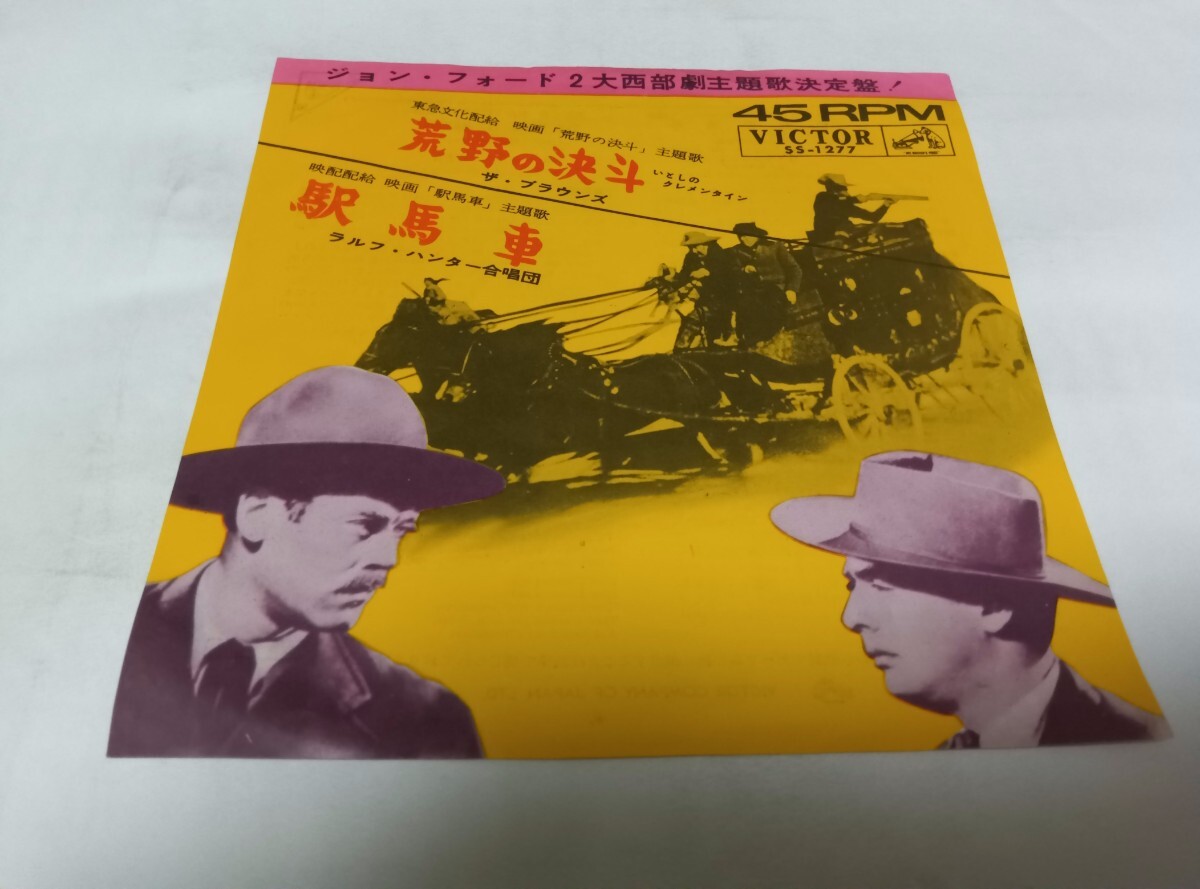 ジョン・フォード2大西部劇主題歌決定盤!
45 RPM
VICTOR
SS-1277
東急文化配給 映画「荒野の決斗」主題歌
荒野の決斗
いとしの
クレメンタイン
ザ・ブラウンズ
映配配給 映画「駅馬車」主題歌
駅馬車
ラルフ・ハンター合唱団